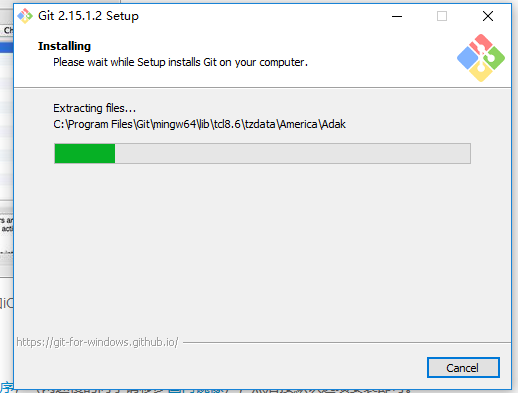 Git 2.15.1.2 Setup
Installing
Please wait while Setup installs Git on your computer.
Extracting files...
C:\Program Files\Git\mingw64\lib\tcl8.6\tzdata\America\Adak
https://git-for-windows.github.io/
Cancel